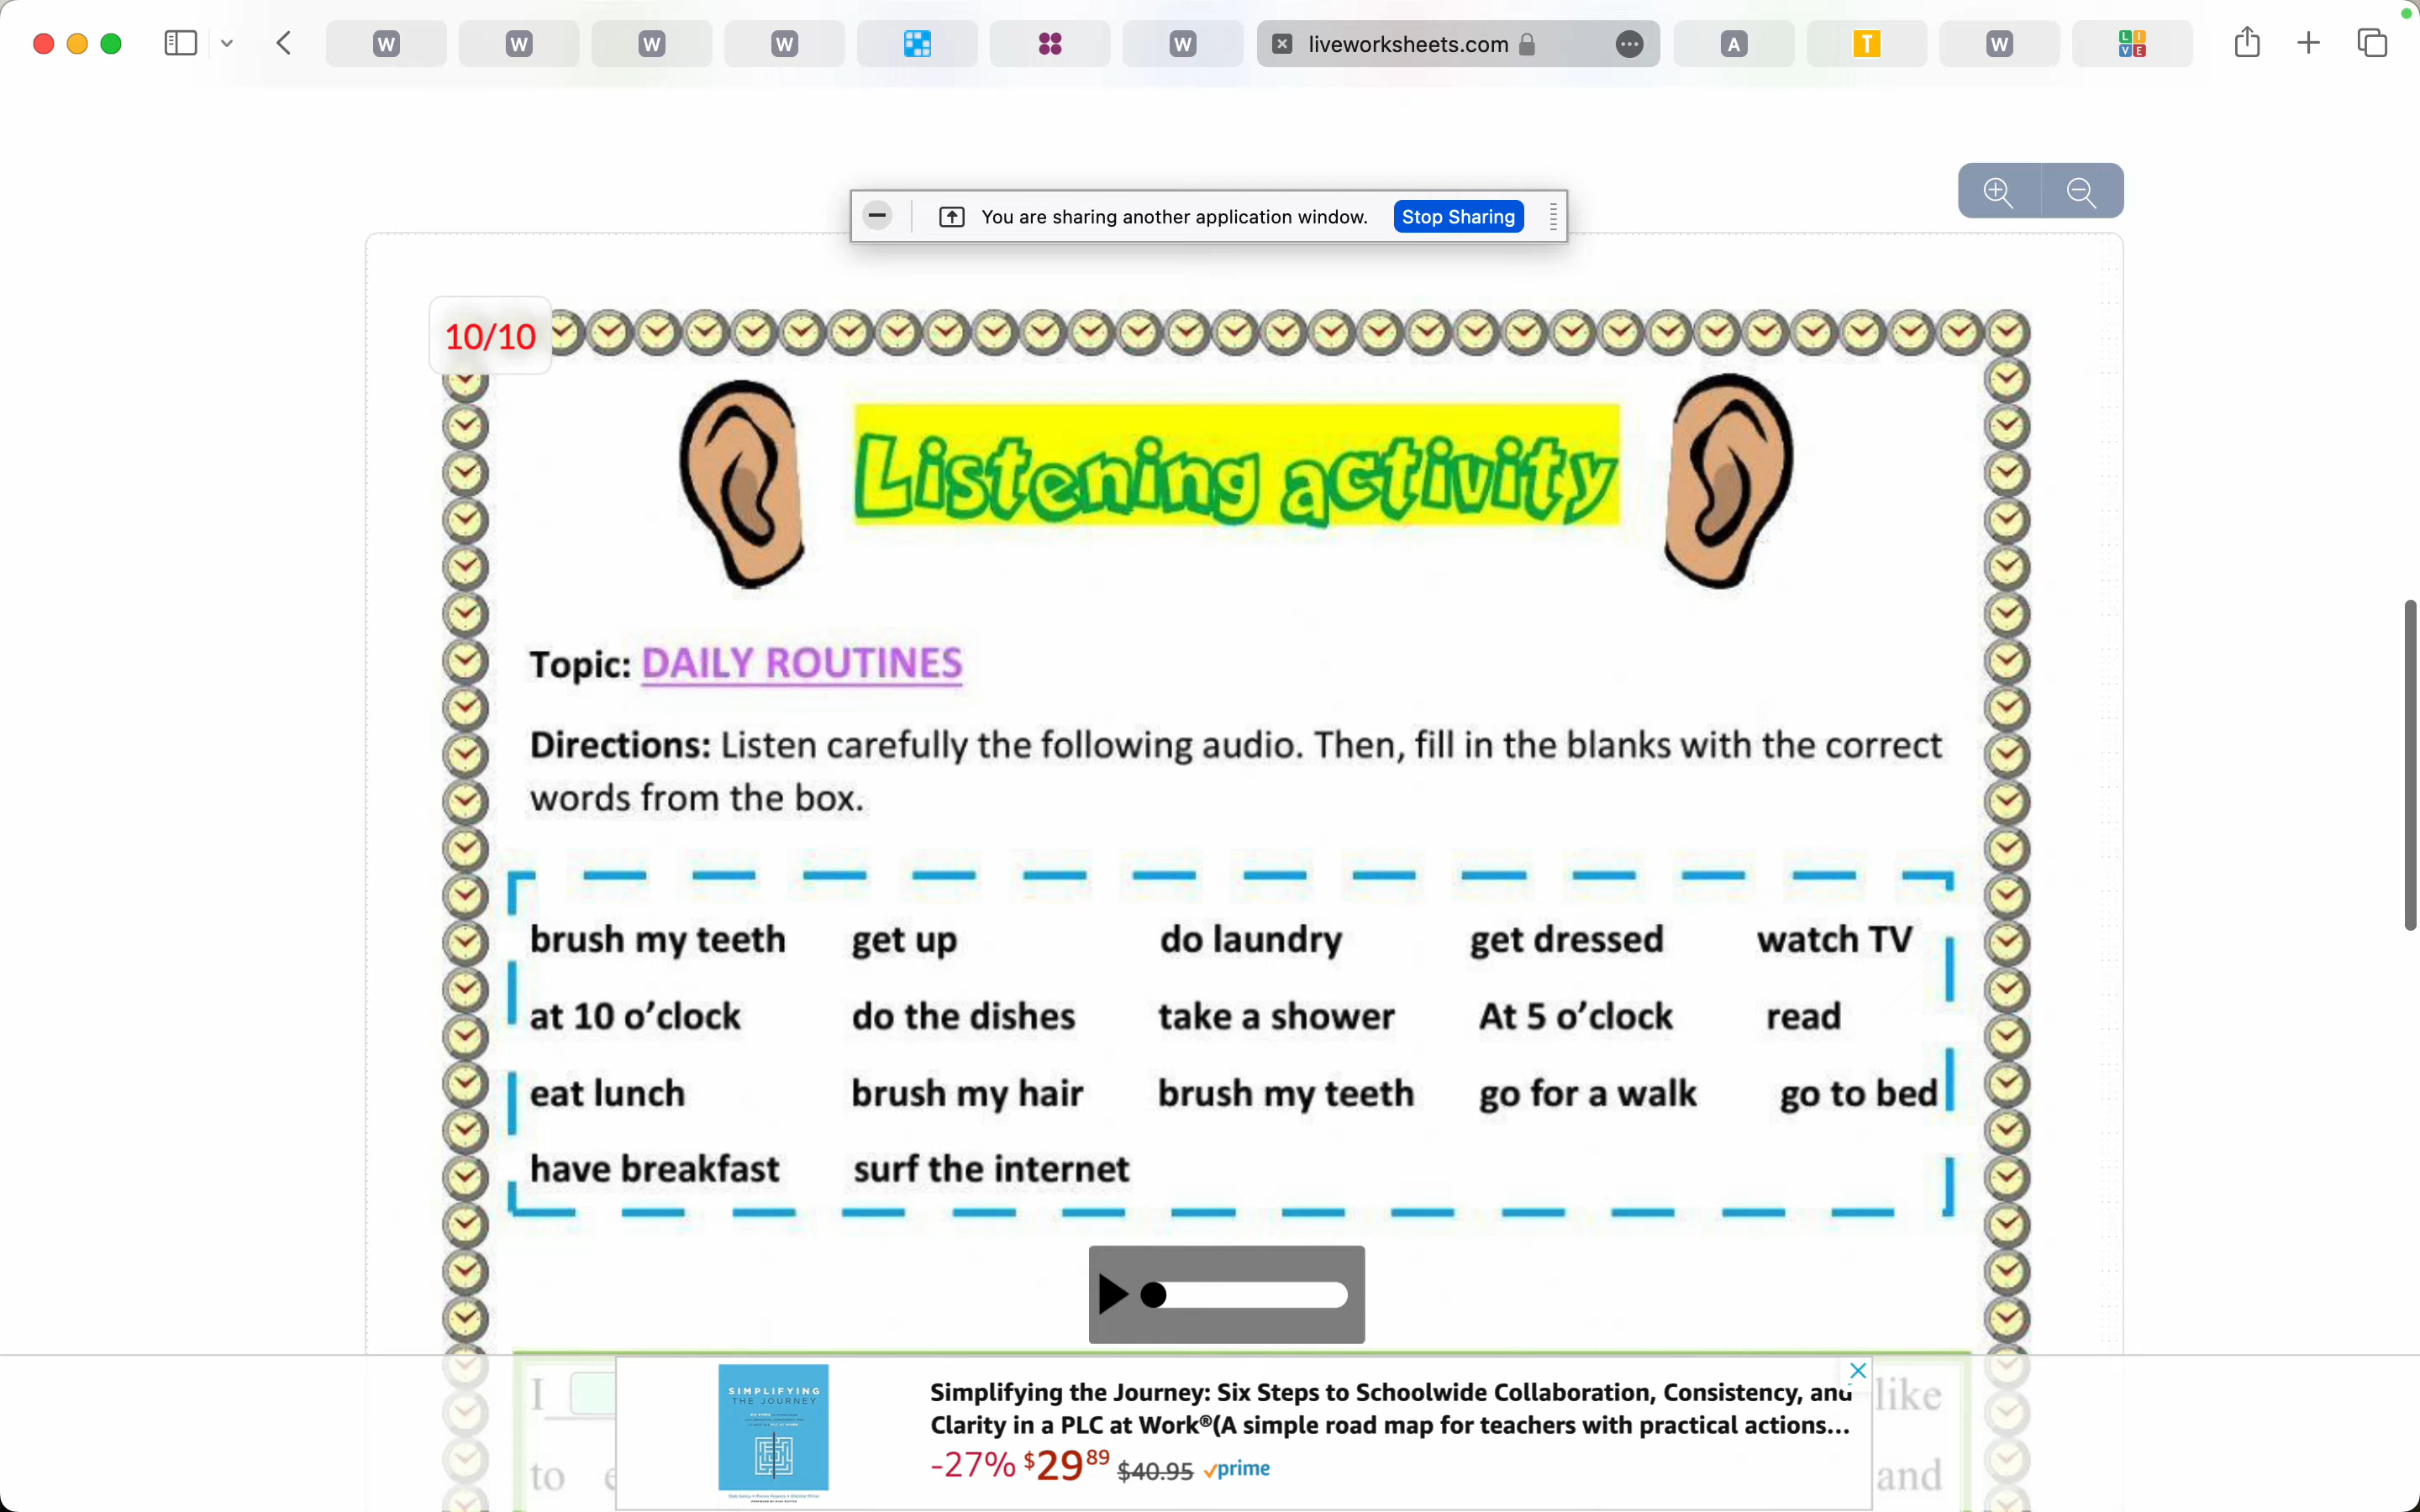 W W W W W liveworksheets.com A T W LIVE
You are sharing another application window. Stop Sharing
10/10
Listening activity
Topic: DAILY ROUTINES
Directions: Listen carefully the following audio. Then, fill in the blanks with the correct
words from the box.
brush my teeth get up do laundry get dressed watch TV
at 10 o'clock do the dishes take a shower At 5 o'clock read
eat lunch brush my hair brush my teeth go for a walk go to bed
have breakfast surf the internet
I like
to and
SIMPLIFYING
THE JOURNEY
Simplifying the Journey: Six Steps to Schoolwide Collaboration, Consistency, and
Clarity in a PLC at Work®(A simple road map for teachers with practical actions...
-27% $29 89 $40.95 prime